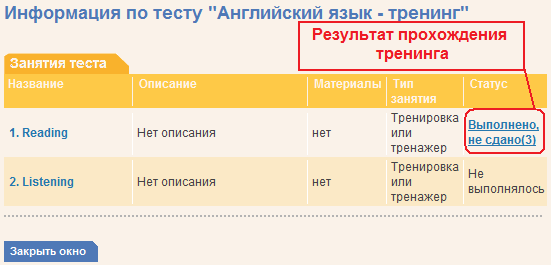 Информация по тесту "Английский язык - тренинг"
Результат прохождения
тренинга
Занятия теста
Название Описание Материалы Тип занятия Статус
1. Reading Нет описания нет Тренировка или тренажер Выполнено, не сдано(3)
2. Listening Нет описания нет Тренировка или тренажер Не выполнялось
Закрыть окно